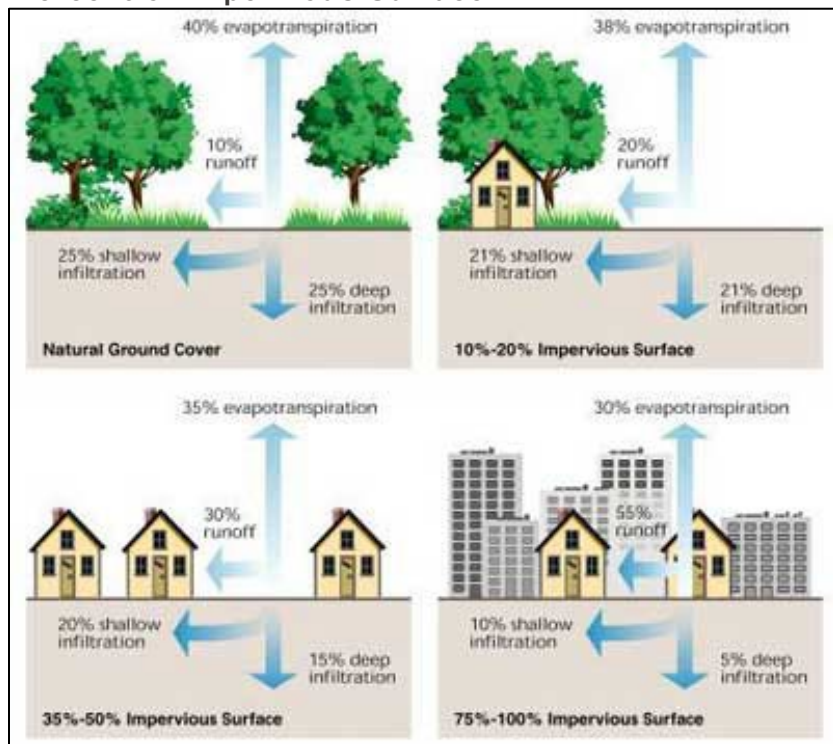 40% evapotranspiration
10%
runoff
25% shallow
infiltration
25% deep
infiltration
Natural Ground Cover
38% evapotranspiration
20%
runoff
21% shallow
infiltration
21% deep
infiltration
10%-20% Impervious Surface
35% evapotranspiration
30%
runoff
20% shallow
infiltration
15% deep
infiltration
35%-50% Impervious Surface
30% evapotranspiration
55%
runoff
10% shallow
infiltration
5% deep
infiltration
75%-100% Impervious Surface